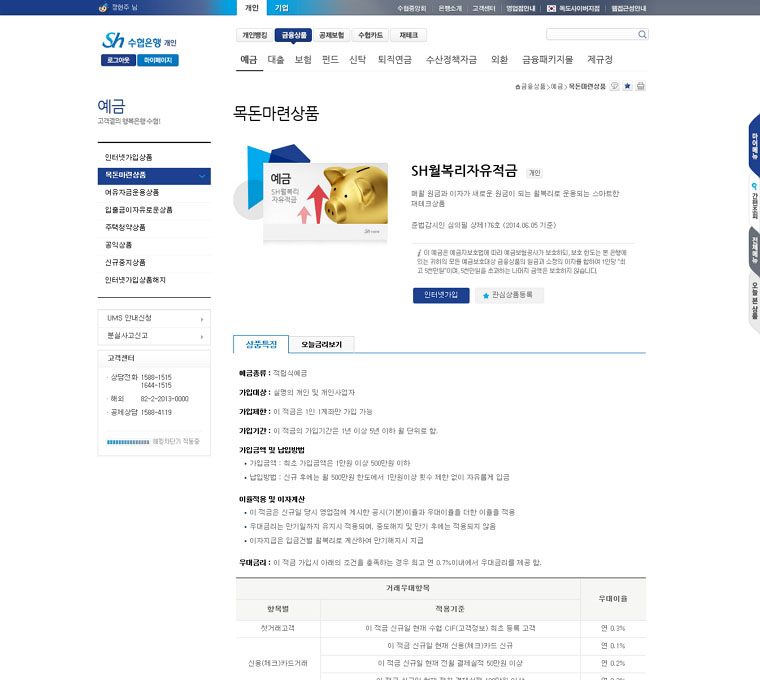 정현주 님
개인 기업
수협중앙회 은행소개 고객센터 영업점안내 독도사이버지점 웹접근성안내
Sh 수협은행 개인
로그아웃 마이페이지
개인뱅킹 금융상품 공제보험 수협카드 재테크
예금 대출 보험 펀드 신탁 퇴직연금 수산정책자금 외환 금융패키지몰 제규정
금융상품 > 예금 > 목돈마련상품
예금
고객곁의 행복은행 수협!
인터넷가입상품
목돈마련상품
여유자금운용상품
입출금이자유로운상품
주택청약상품
공익상품
신규중지상품
인터넷가입상품해지
UMS 안내신청
분실사고신고
고객센터
· 상담전화 1588-1515
1644-1515
· 해외 82-2-2013-0000
· 공제상담 1588-4119
해킹차단기 작동중
목돈마련상품
예금
SH월복리
자유적금
SH월복리자유적금 개인
매월 원금과 이자가 새로운 원금이 되는 월복리로 운용되는 스마트한
재테크상품
준법감시인 심의필 상제176호 (2014.06.05 기준)
이 예금은 예금자보호법에 따라 예금보험공사가 보호하되, 보호 한도는 본 은행에
있는 귀하의 모든 예금보호대상 금융상품의 원금과 소정의 이자를 합하여 1인당 "최
고 5천만원"이며, 5천만원을 초과하는 나머지 금액은 보호하지 않습니다.
인터넷가입 관심상품등록
상품특징 오늘금리보기
예금종류 : 적립식예금
가입대상 : 실명의 개인 및 개인사업자
가입제한 : 이 적금은 1인 1계좌만 가입 가능
가입기간 : 이 적금의 가입기간은 1년 이상 5년 이하 월 단위로 함.
가입금액 및 납입방법
• 가입금액 : 최초 가입금액은 1만원 이상 500만원 이하
• 납입방법 : 신규 후에는 월 500만원 한도에서 1만원이상 횟수 제한 없이 자유롭게 입금
이율적용 및 이자계산
• 이 적금은 신규일 당시 영업점에 게시한 공시(기본)이율과 우대이율을 더한 이율을 적용
• 우대금리는 만기일까지 유지시 적용되며, 중도해지 및 만기 후에는 적용되지 않음
• 이자지급은 입금건별 월복리로 계산하여 만기해지시 지급
우대금리 : 이 적금 가입시 아래의 조건을 충족하는 경우 최고 연 0.7%이내에서 우대금리를 제공 함.
거래우대항목 우대이율
항목별 적용기준
첫거래고객 이 적금 신규일 현재 수협 CIF(고객정보) 최초 등록 고객 연 0.3%
이 적금 신규일 현재 신용(체크)카드 신규 연 0.1%
신용(체크)카드거래 이 적금 신규일 현재 전월 결제실적 50만원 이상 연 0.2%
마이메뉴
간편조회
전체메뉴
오늘 본 상품